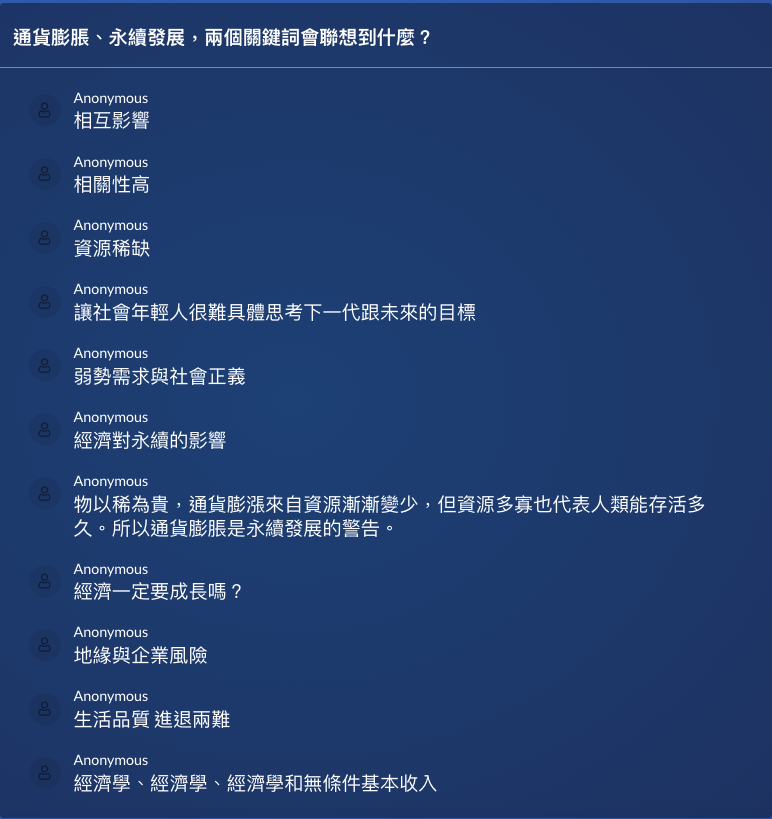 通貨膨脹、永續發展，兩個關鍵詞會聯想到什麼？
Anonymous
相互影響
Anonymous
相關性高
Anonymous
資源稀缺
Anonymous
讓社會年輕人很難具體思考下一代跟未來的目標
Anonymous
弱勢需求與社會正義
Anonymous
經濟對永續的影響
Anonymous
物以稀為貴，通貨膨漲來自資源漸漸變少，但資源多寡也代表人類能存活多
久。所以通貨膨脹是永續發展的警告。
Anonymous
經濟一定要成長嗎？
Anonymous
地緣與企業風險
Anonymous
生活品質 進退兩難
Anonymous
經濟學、經濟學、經濟學和無條件基本收入